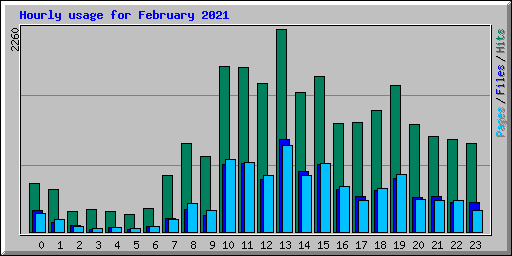 Hourly usage for February 2021
2260
Pages/Files/Hits
0 1 2 3 4 5 6 7 8 9 10 11 12 13 14 15 16 17 18 19 20 21 22 23